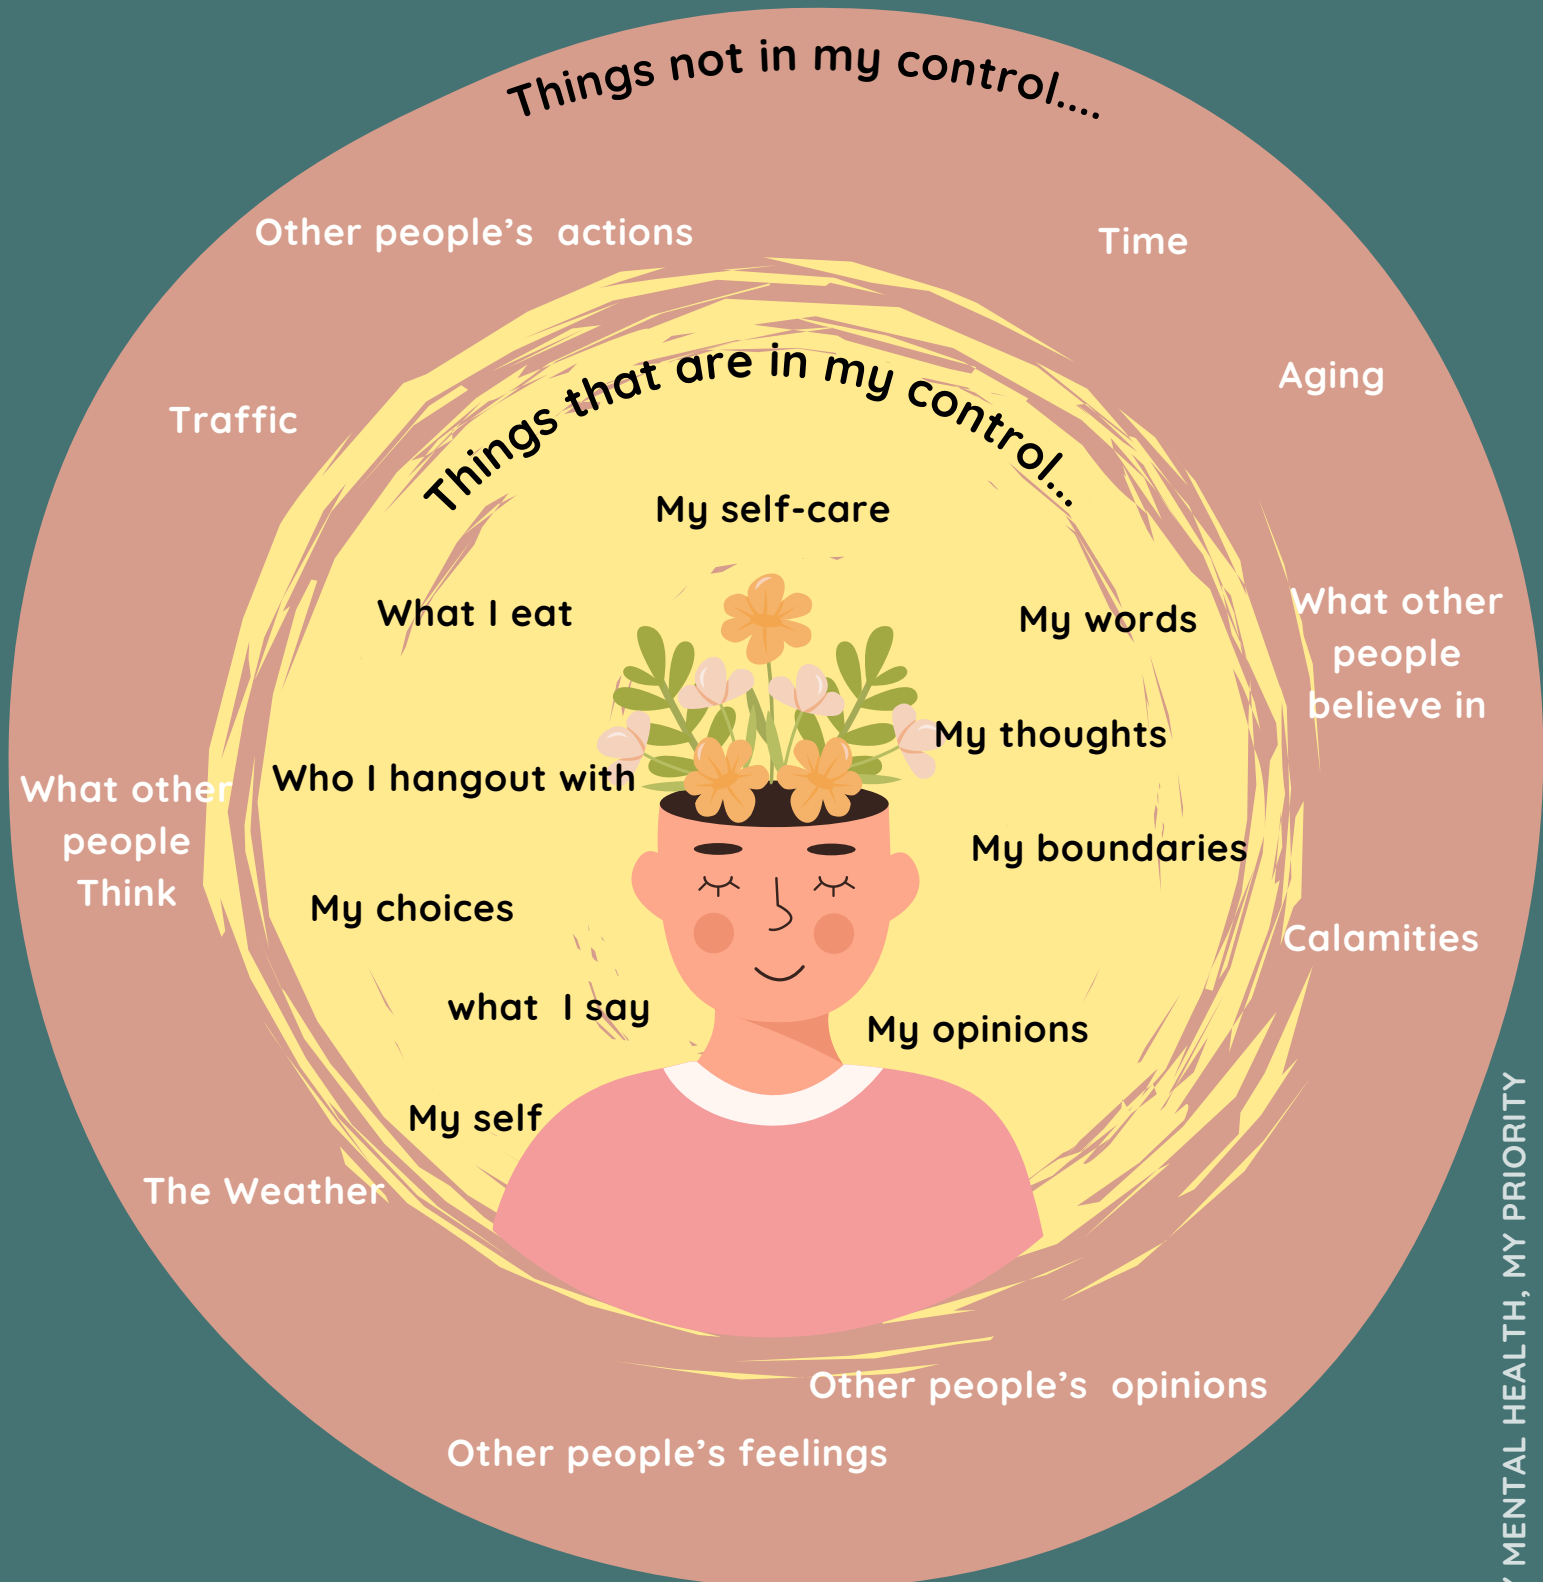 Things not in my control....
Other people's  actions
Time
Aging
Traffic
Things that are in my control...
My self-care
What I eat
My words
What other
people
believe in
My thoughts
Who I hangout with
What other
people
Think
My boundaries
My choices
Calamities
what  I say
My opinions
My self
The Weather
Other people's  opinions
Other people's feelings
MENTAL HEALTH, MY PRIORITY